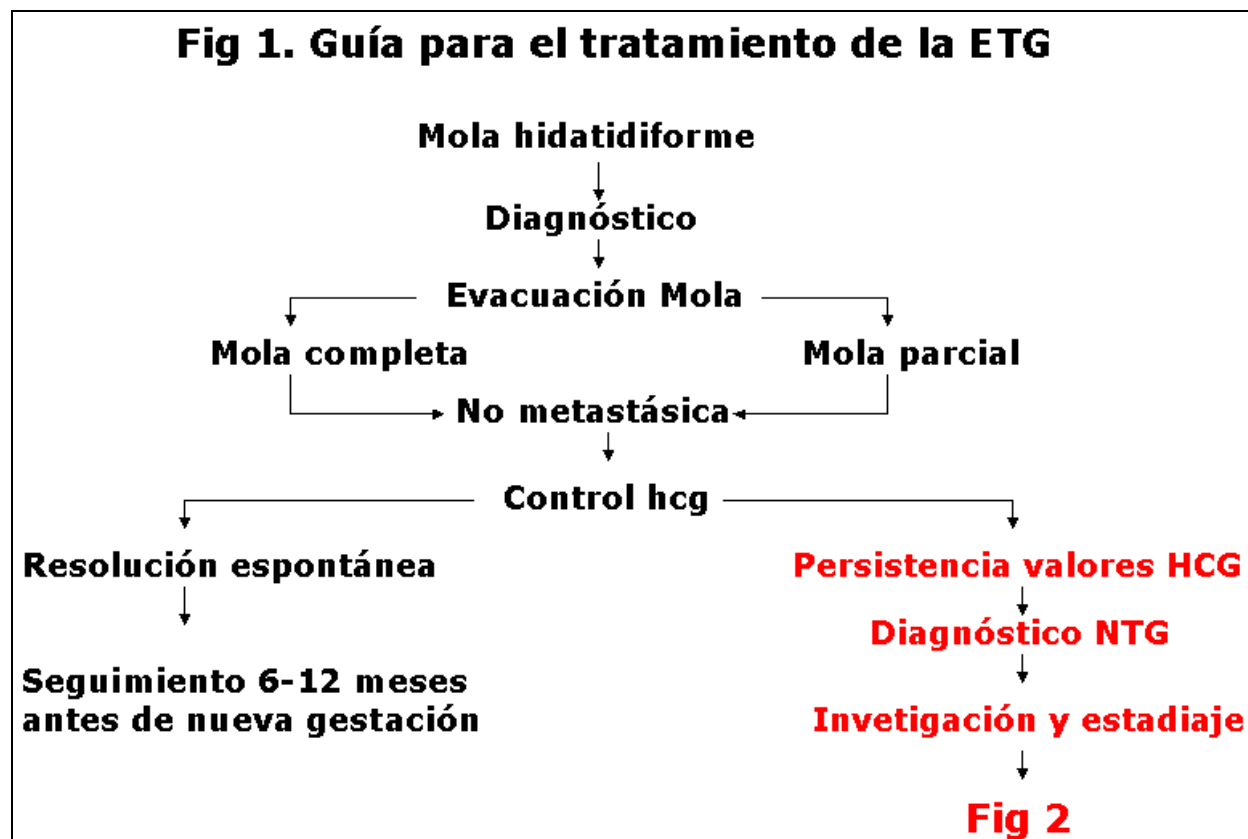 Fig 1. Guía para el tratamiento de la ETG
Mola hidatidiforme
Diagnóstico
Evacuación Mola
Mola completa
Mola parcial
No metastásica
Control hcg
Resolución espontánea
Persistencia valores HCG
Diagnóstico NTG
Seguimiento 6-12 meses
antes de nueva gestación
Invetigación y estadiaje
Fig 2